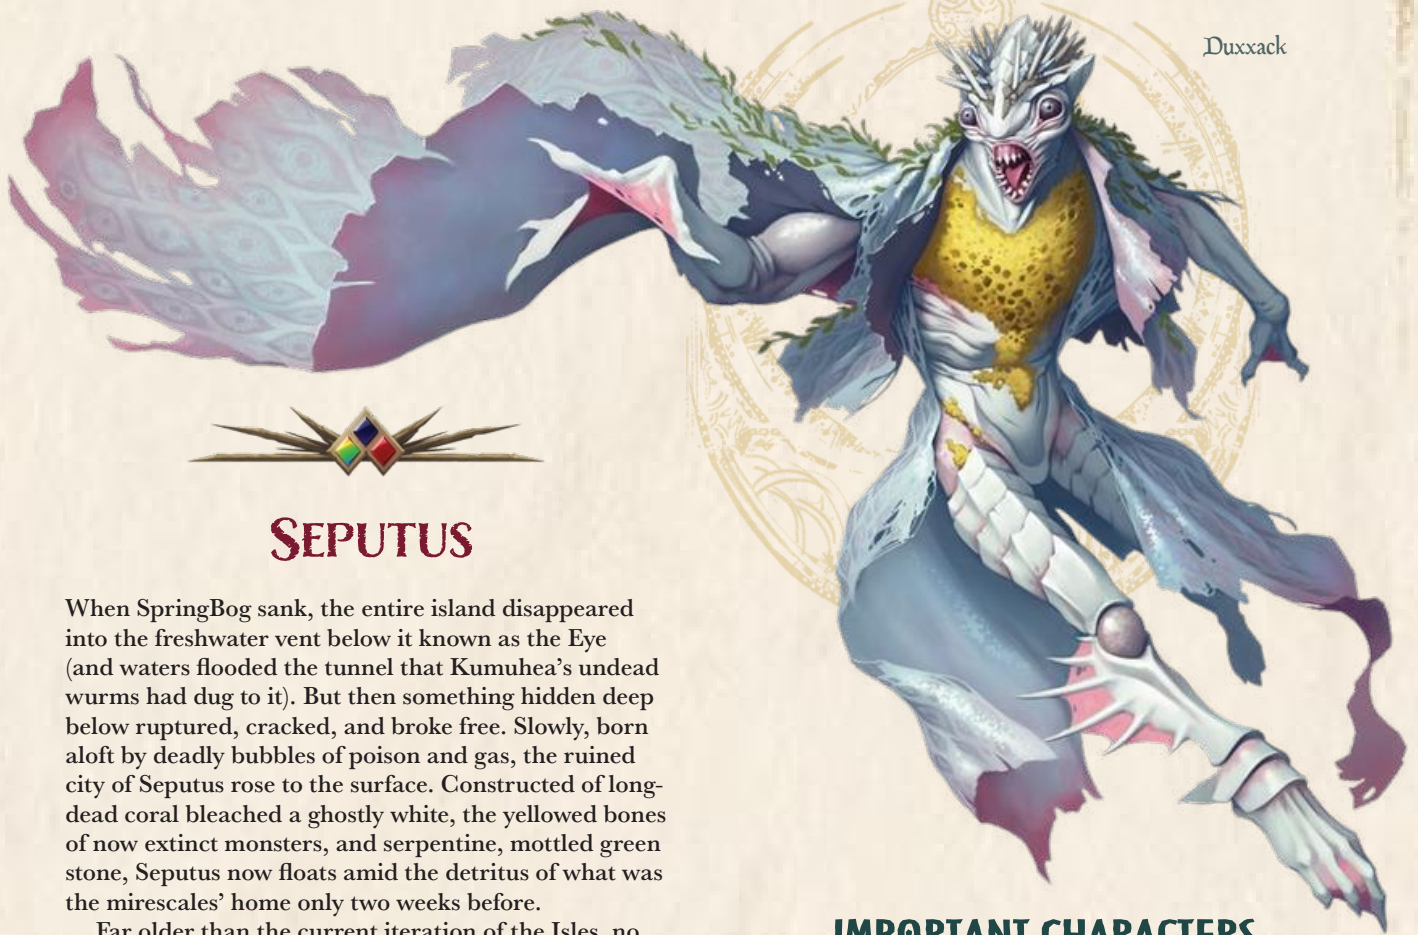 Duxxack
SEPUTUS
When SpringBog sank, the entire island disappeared
into the freshwater vent below it known as the Eye
(and waters flooded the tunnel that Kumuhea’s undead
wurms had dug to it). But then something hidden deep
below ruptured, cracked, and broke free. Slowly, born
aloft by deadly bubbles of poison and gas, the ruined
city of Seputus rose to the surface. Constructed of long-
dead coral bleached a ghostly white, the yellowed bones
of now extinct monsters, and serpentine, mottled green
stone, Seputus now floats amid the detritus of what was
the mirescales’ home only two weeks before.
Far older than the current iteration of the Isles, no
IMPORTANT CHARACTERS